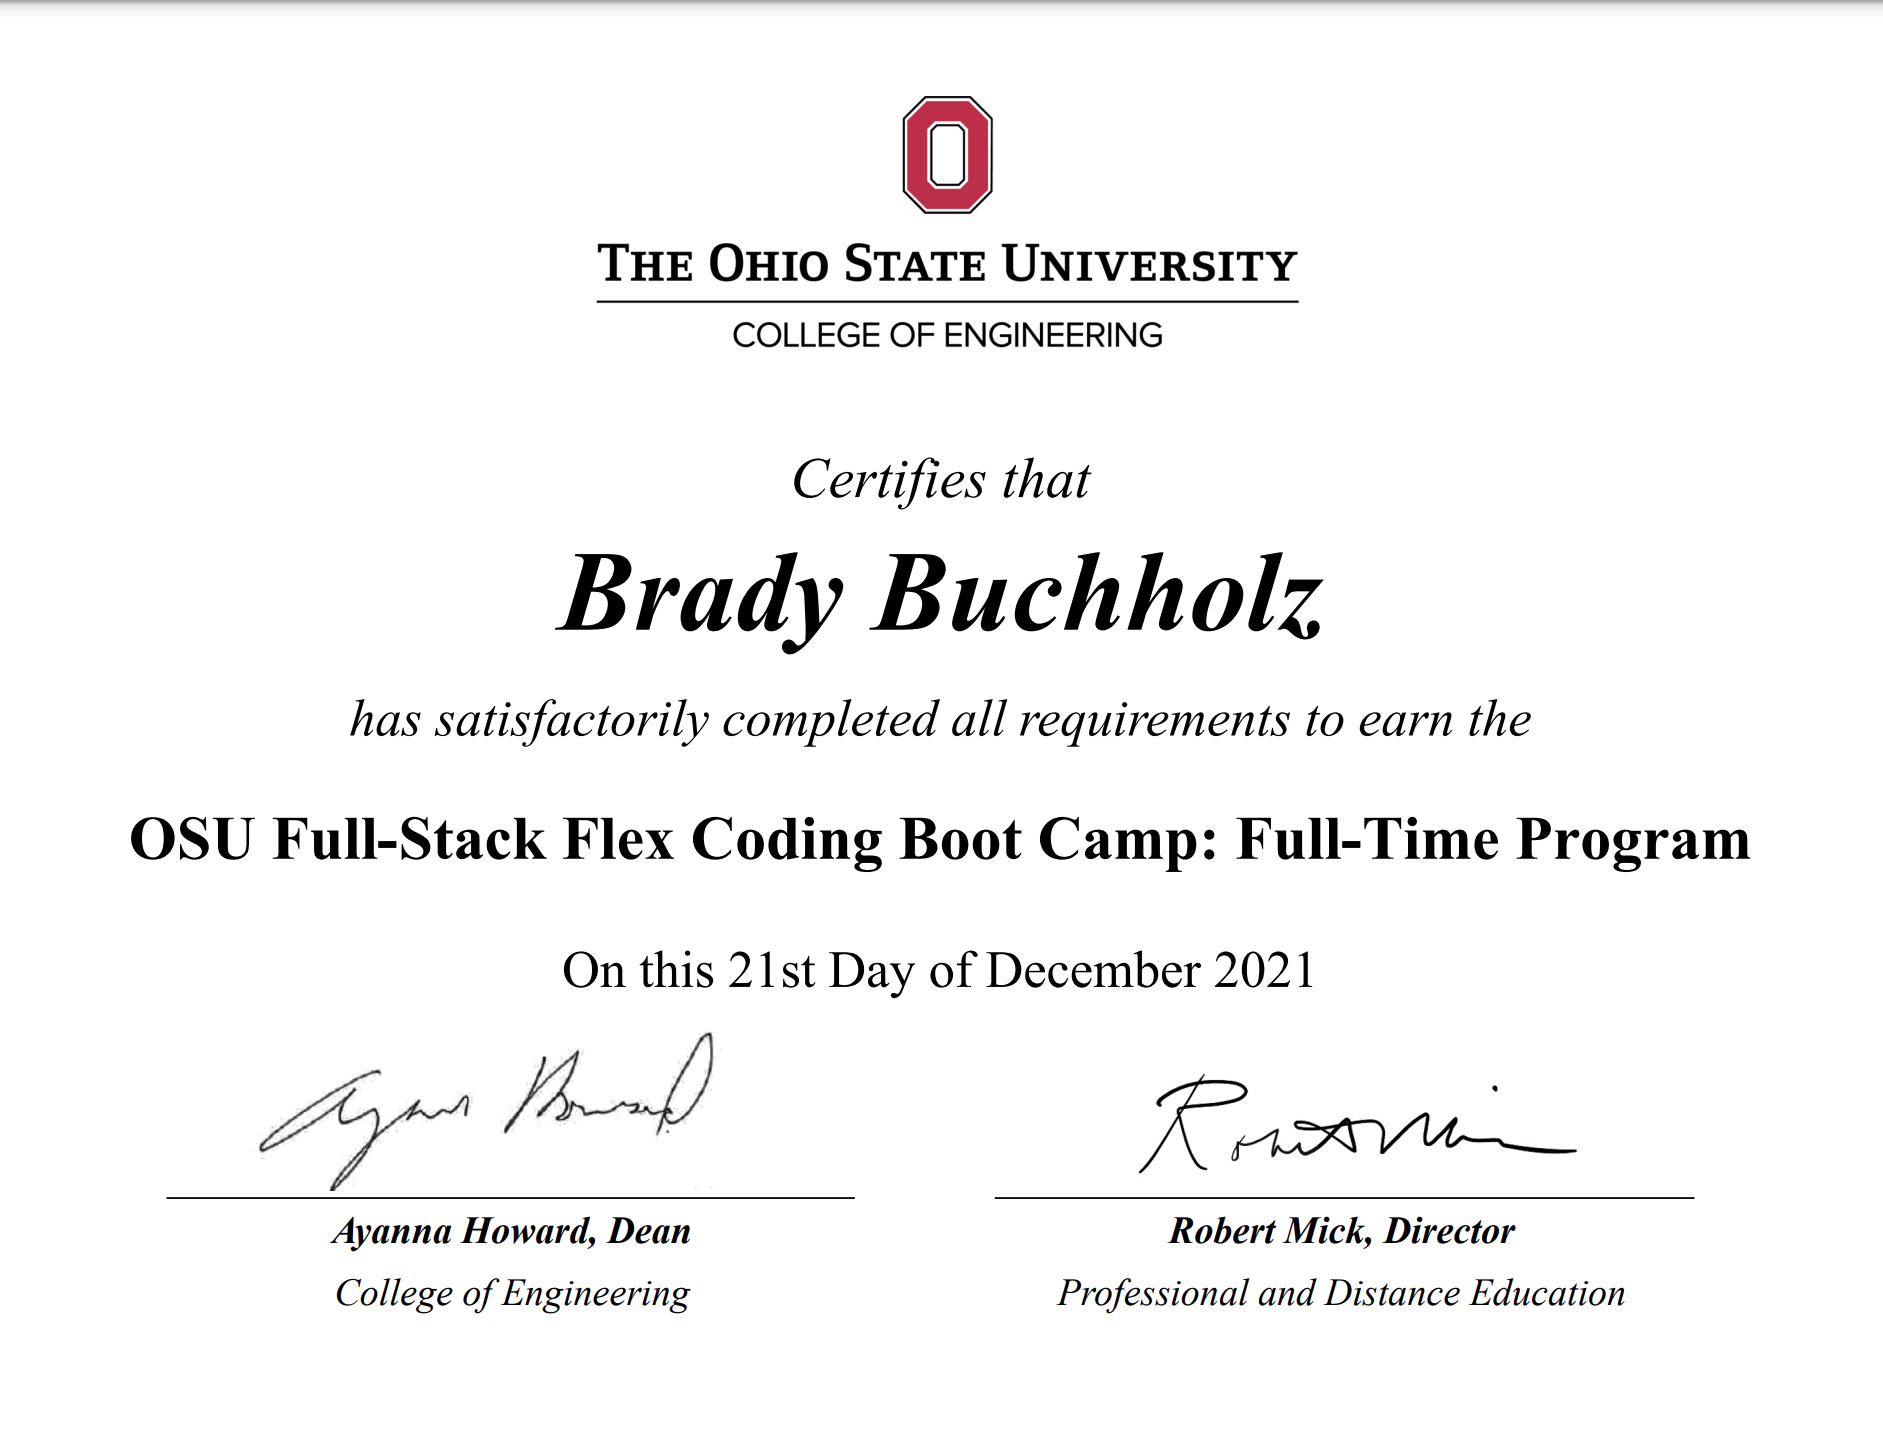 THE OHIO STATE UNIVERSITY
COLLEGE OF ENGINEERING
Certifies that
Brady Buchholz
has satisfactorily completed all requirements to earn the
OSU Full-Stack Flex Coding Boot Camp: Full-Time Program
On this 21st Day of December 2021
Ayanna Howard
Robert Mick
Ayanna Howard, Dean
Robert Mick, Director
College of Engineering
Professional and Distance Education